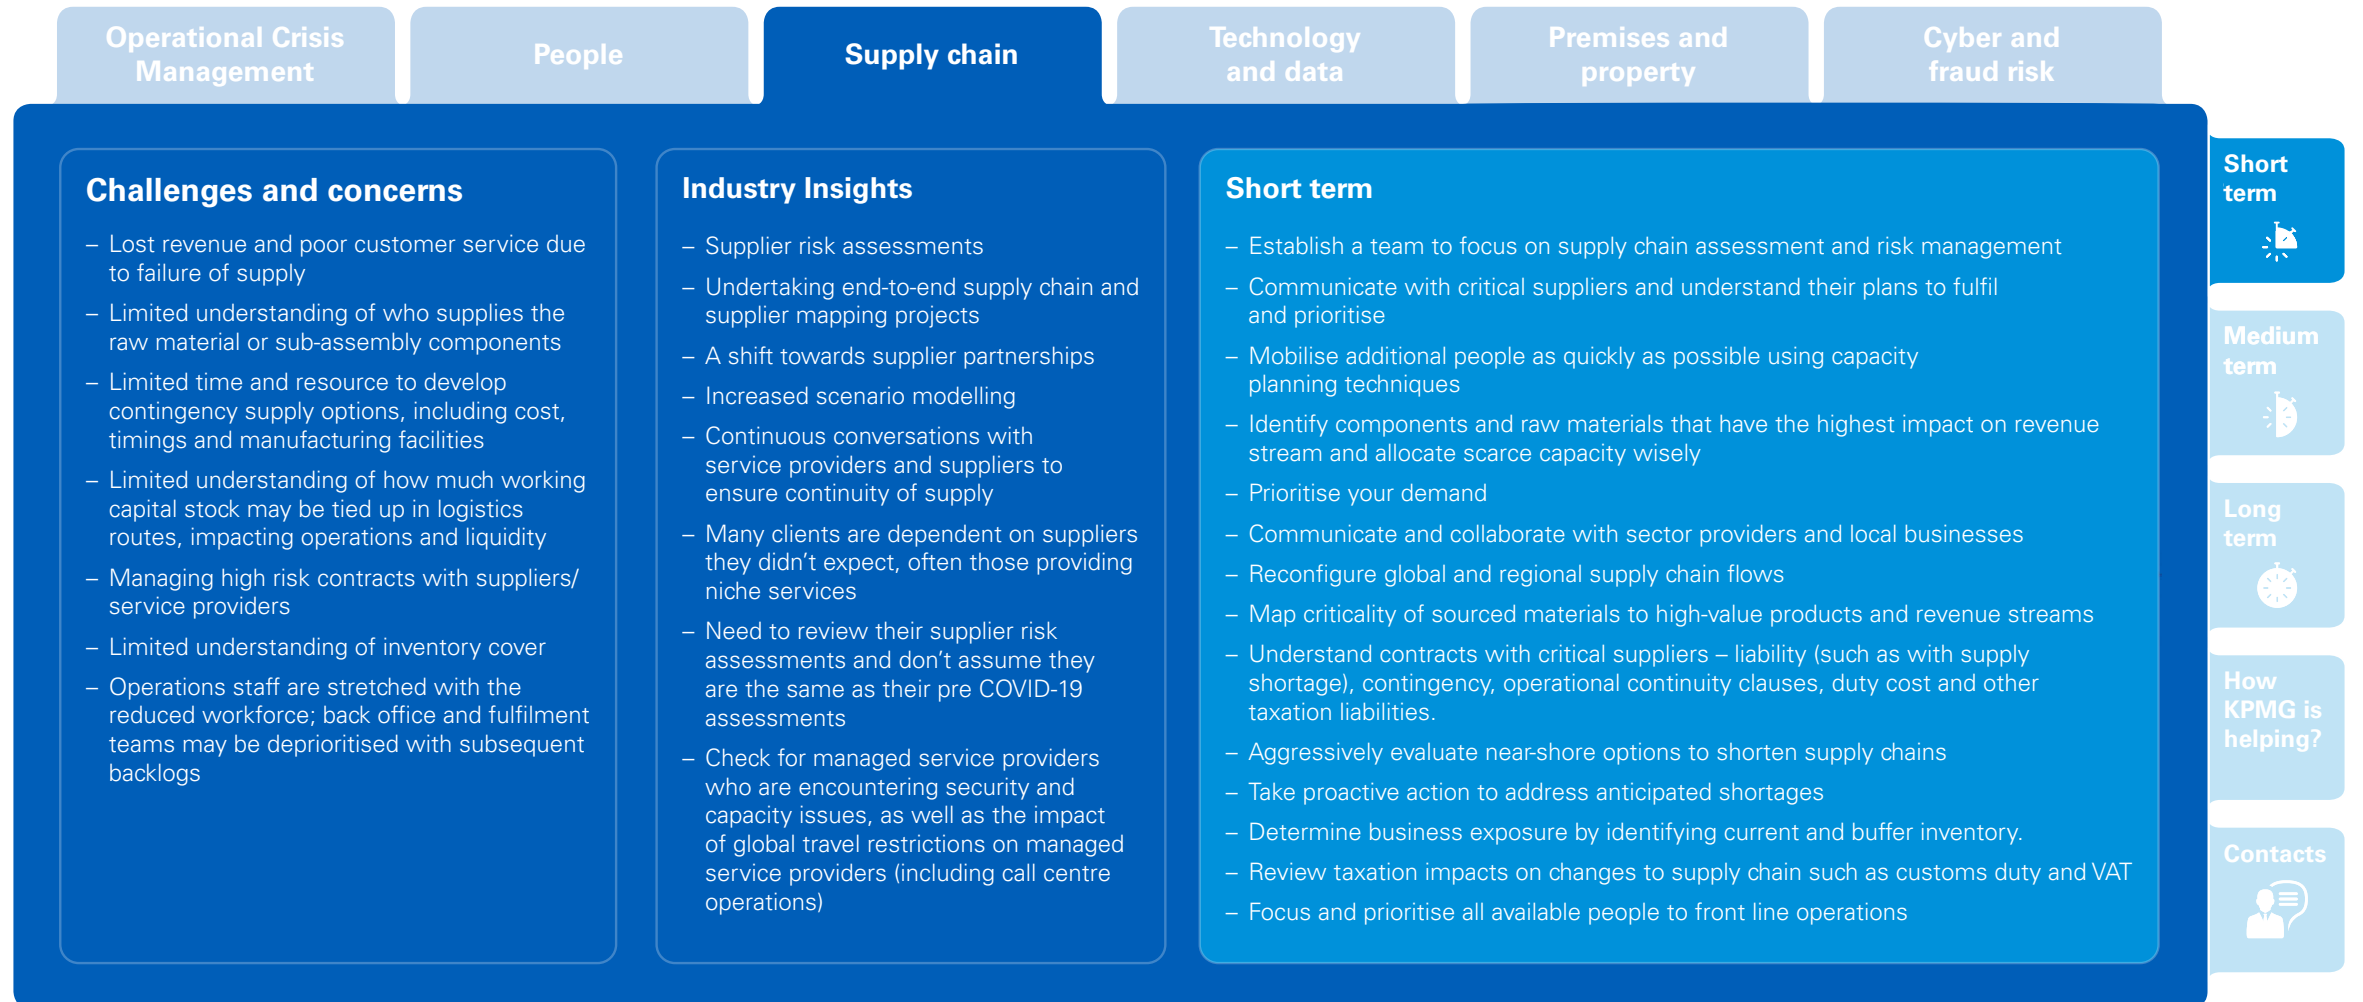 Operational Crisis
Management
People
Supply chain
Technology
and data
Premises and
property
Cyber and
fraud risk
Challenges and concerns
– Lost revenue and poor customer service due
to failure of supply
– Limited understanding of who supplies the
raw material or sub-assembly components
– Limited time and resource to develop
contingency supply options, including cost,
timings and manufacturing facilities
– Limited understanding of how much working
capital stock may be tied up in logistics
routes, impacting operations and liquidity
– Managing high risk contracts with suppliers/
service providers
– Limited understanding of inventory cover
– Operations staff are stretched with the
reduced workforce; back office and fulfilment
teams may be deprioritised with subsequent
backlogs
Industry Insights
– Supplier risk assessments
– Undertaking end-to-end supply chain and
supplier mapping projects
– A shift towards supplier partnerships
– Increased scenario modelling
– Continuous conversations with
service providers and suppliers to
ensure continuity of supply
– Many clients are dependent on suppliers
they didn't expect, often those providing
niche services
– Need to review their supplier risk
assessments and don't assume they
are the same as their pre COVID-19
assessments
– Check for managed service providers
who are encountering security and
capacity issues, as well as the impact
of global travel restrictions on managed
service providers (including call centre
operations)
Short term
– Establish a team to focus on supply chain assessment and risk management
– Communicate with critical suppliers and understand their plans to fulfil
and prioritise
– Mobilise additional people as quickly as possible using capacity
planning techniques
– Identify components and raw materials that have the highest impact on revenue
stream and allocate scarce capacity wisely
– Prioritise your demand
– Communicate and collaborate with sector providers and local businesses
– Reconfigure global and regional supply chain flows
– Map criticality of sourced materials to high-value products and revenue streams
– Understand contracts with critical suppliers – liability (such as with supply
shortage), contingency, operational continuity clauses, duty cost and other
taxation liabilities.
– Aggressively evaluate near-shore options to shorten supply chains
– Take proactive action to address anticipated shortages
– Determine business exposure by identifying current and buffer inventory.
– Review taxation impacts on changes to supply chain such as customs duty and VAT
– Focus and prioritise all available people to front line operations
Short
term
Medium
term
Long
term
How
KPMG is
helping?
Contacts